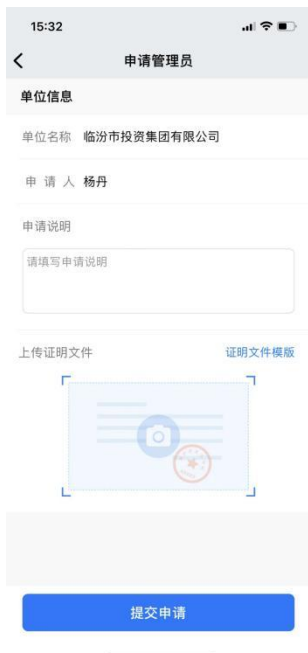 15:32
申请管理员
单位信息
单位名称 临汾市投资集团有限公司
申 请 人 杨丹
申请说明
请填写申请说明
上传证明文件 证明文件模版
提交申请